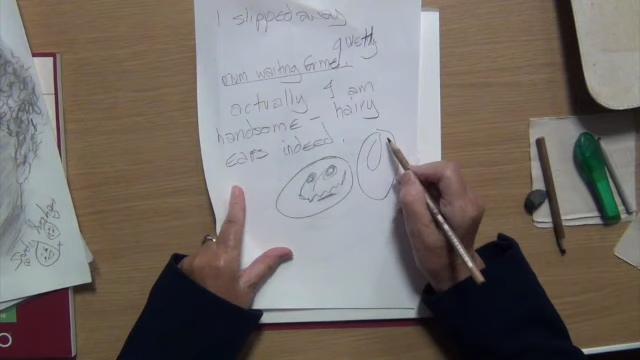 I slipped away
quietly
mum waiting for me.
actually I am
handsome - hairy
ears indeed.